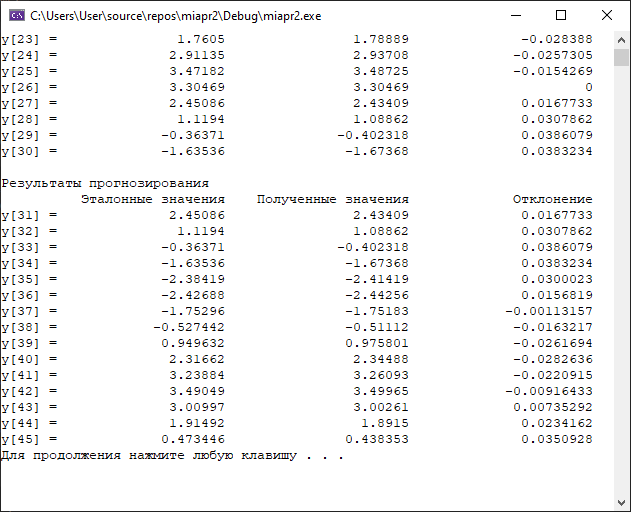 C:\Users\User\source\repos\miapr2\Debug\miapr2.exe
y[23] = 1.7605 1.78889 -0.028388
y[24] = 2.91135 2.93708 -0.0257305
y[25] = 3.47182 3.48725 -0.0154269
y[26] = 3.30469 3.30469 0
y[27] = 2.45086 2.43409 0.0167733
y[28] = 1.1194 1.08862 0.0307862
y[29] = -0.36371 -0.402318 0.0386079
y[30] = -1.63536 -1.67368 0.0383234
Результаты прогнозирования
Эталонные значения Полученные значения Отклонение
y[31] = 2.45086 2.43409 0.0167733
y[32] = 1.1194 1.08862 0.0307862
y[33] = -0.36371 -0.402318 0.0386079
y[34] = -1.63536 -1.67368 0.0383234
y[35] = -2.38419 -2.41419 0.0300023
y[36] = -2.42688 -2.44256 0.0156819
y[37] = -1.75296 -1.75183 -0.00113157
y[38] = -0.527442 -0.51112 -0.0163217
y[39] = 0.949632 0.975801 -0.0261694
y[40] = 2.31662 2.34488 -0.0282636
y[41] = 3.23884 3.26093 -0.0220915
y[42] = 3.49049 3.49965 -0.00916433
y[43] = 3.00997 3.00261 0.00735292
y[44] = 1.91492 1.8915 0.0234162
y[45] = 0.473446 0.438353 0.0350928
Для продолжения нажмите любую клавишу . . .